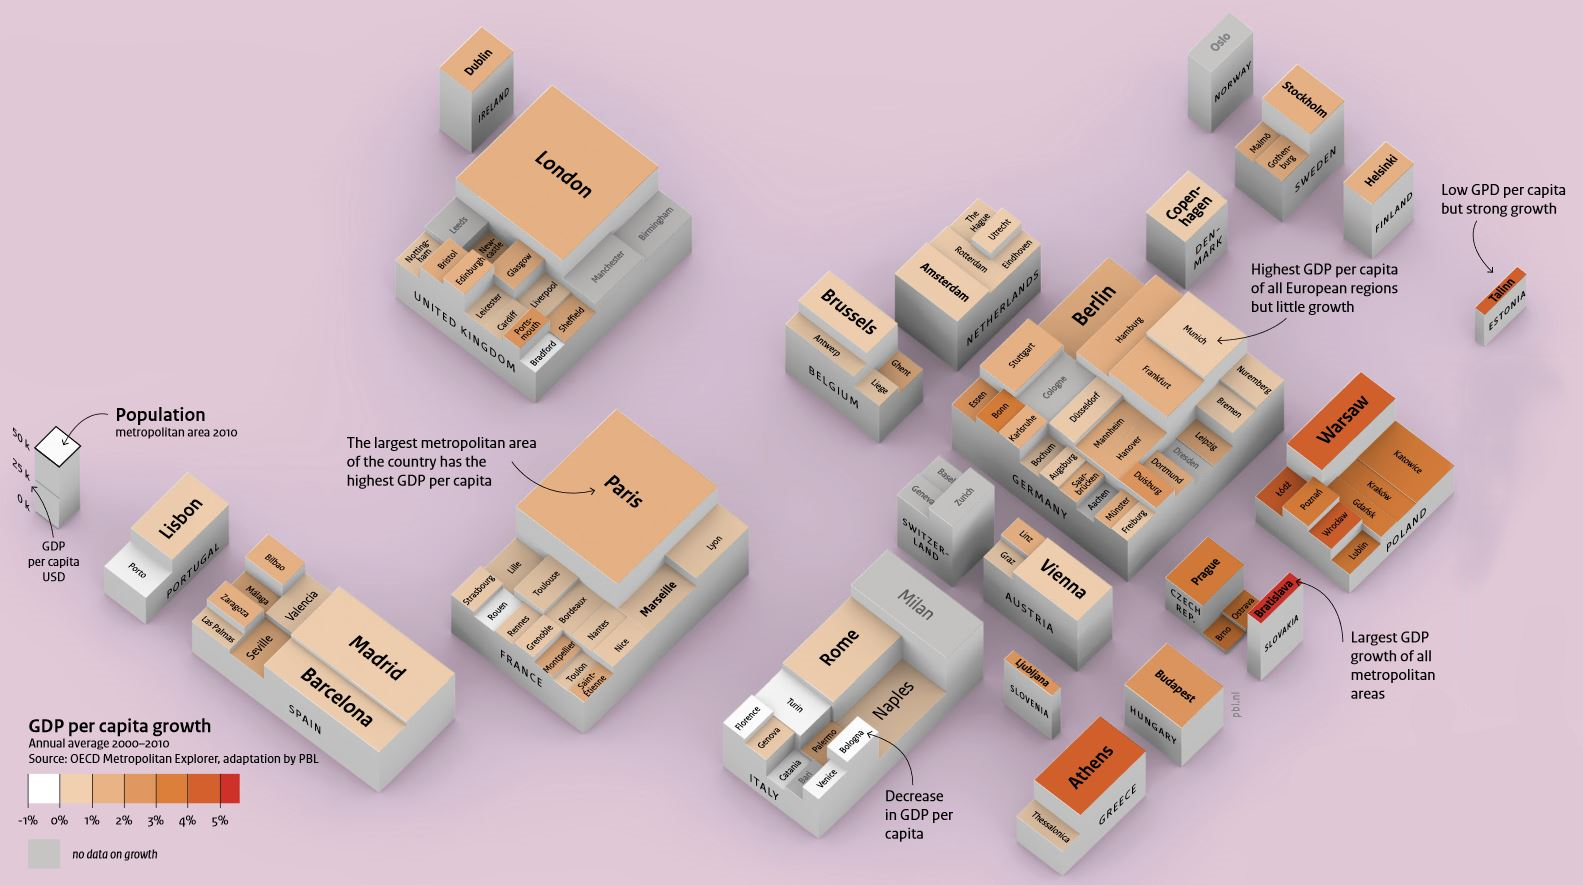 Dublin
IRELAND
London
Leeds
Birmingham
Notting-
ham
Bristol
New-
castle
Edinburgh
Glasgow
Manchester
Leicester
Liverpool
Cardiff
Ports-
mouth
Sheffield
Bradford
UNITED KINGDOM
Oslo
NORWAY
Stockholm
Malmö
Gothen-
burg
SWEDEN
Helsinki
FINLAND
Low GPD per capita
but strong growth
Talinn
ESTONIA
Copen-
hagen
DEN-
MARK
The
Hague
Utrecht
Rotterdam
Eindhoven
Amsterdam
NETHERLANDS
Brussels
Antwerp
Ghent
Liege
BELGIUM
Highest GDP per capita
of all European regions
but little growth
Berlin
Hamburg
Munich
Stuttgart
Frankfurt
Cologne
Nuremberg
Essen
Bonn
Düsseldorf
Bremen
Karlsruhe
Mannheim
Hanover
Leipzig
Bochum
Augsburg
Dresden
Saar-
brücken
Dortmund
Duisburg
Aachen
Münster
Freiburg
GERMANY
Warsaw
Katowice
Łódź
Poznań
Kraków
Gdańsk
Wrocław
Lublin
POLAND
50 k
25 k
0 k
Population
metropolitan area 2010
GDP
per capita
USD
The largest metropolitan area
of the country has the
highest GDP per capita
Paris
Lyon
Lille
Strasbourg
Toulouse
Rouen
Bordeaux
Marseille
Rennes
Grenoble
Nantes
Nice
Montpellier
Toulon
Saint-
Étienne
FRANCE
Basel
Geneva
Zurich
SWITZER-
LAND
Linz
Graz
Vienna
AUSTRIA
Prague
CZECH
REP.
Ostrava
Brno
Bratislava
SLOVAKIA
Largest GDP
growth of all
metropolitan
areas
Lisbon
Porto
PORTUGAL
Bilbao
Málaga
Zaragoza
Valencia
Las Palmas
Seville
Madrid
Barcelona
SPAIN
Milan
Rome
Naples
Turin
Florence
Genova
Palermo
Bologna
Catania
Bari
Venice
ITALY
Decrease
in GDP per
capita
Ljubljana
SLOVENIA
Budapest
HUNGARY
pbl.nl
Athens
Thessalonica
GREECE
GDP per capita growth
Annual average 2000–2010
Source: OECD Metropolitan Explorer, adaptation by PBL
-1% 0% 1% 2% 3% 4% 5%
no data on growth